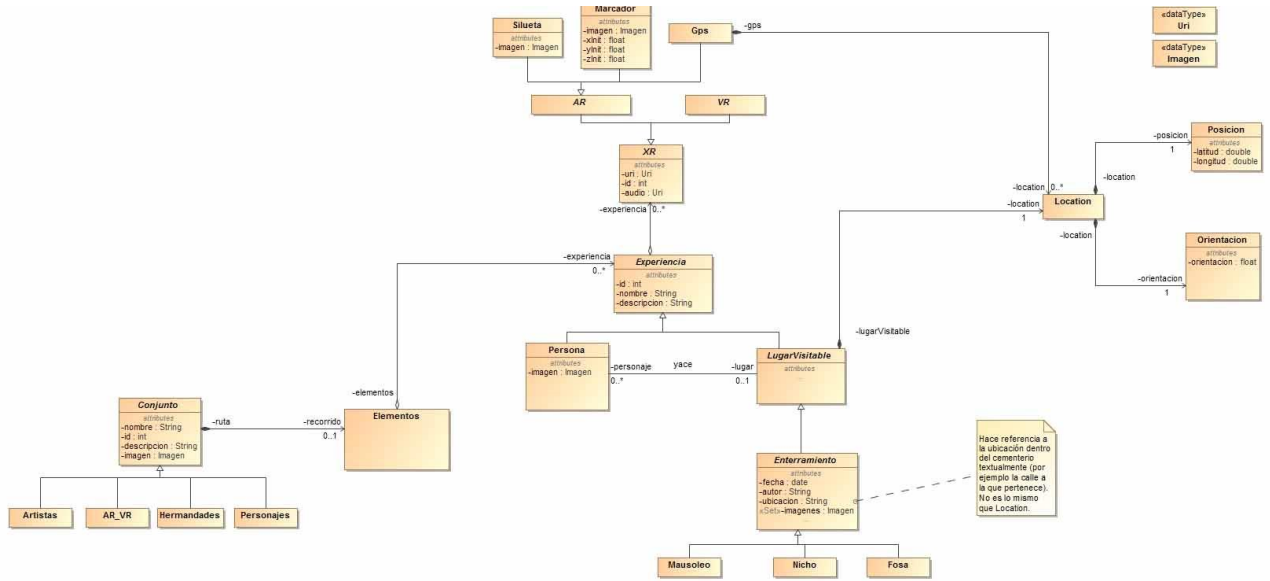 Marcador
attributes
-imagen : Imagen
-xInit : float
-yInit : float
-zInit : float
Silueta
attributes
-imagen : Imagen
Gps
-gps
«dataType»
Uri
«dataType»
Imagen
AR
VR
XR
attributes
-uri : Uri
-id : int
-audio : Uri
-experiencia 0..*
Posicion
attributes
-latitud : double
-longitud : double
-posicion
1
-location
-location 0..*
-location
1
Location
-location
Orientacion
attributes
-orientacion : float
-orientacion
1
-experiencia
0..*
Experiencia
attributes
-id : int
-nombre : String
-descripcion : String
-lugarVisitable
Persona
attributes
-imagen : Imagen
-personaje
0..*
yace
-lugar
0..1
LugarVisitable
attributes
...
-elementos
Conjunto
attributes
-nombre : String
-id : int
-descripcion : String
-imagen : Imagen
-ruta
-recorrido
0..1
Elementos
Enterramiento
attributes
-fecha : date
-autor : String
-ubicacion : String
«Set»-imagenes : Imagen
...
Hace referencia a
la ubicación dentro
del cementerio
textualmente (por
ejemplo la calle a
la que pertenece).
No es lo mismo
que Location.
Artistas
AR_VR
Hermandades
Personajes
Mausoleo
Nicho
Fosa